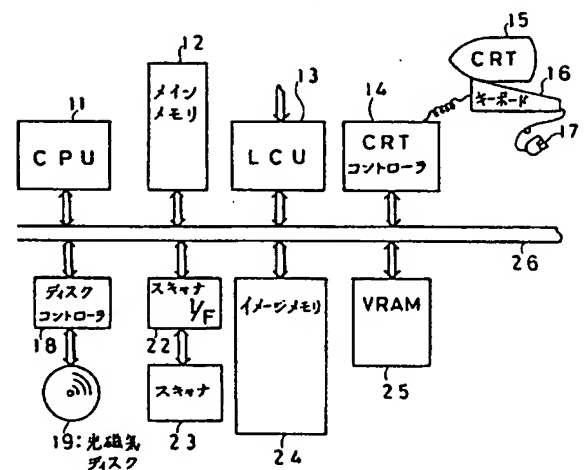 12
メイン
メモリ
11
CPU
13
LCU
14
CRT
コントローラ
15
CRT
16
キーボード
17
26
ディスク
コントローラ
18
19:光磁気
ディスク
スキャナ
I/F
22
スキャナ
23
イメージメモリ
24
VRAM
25